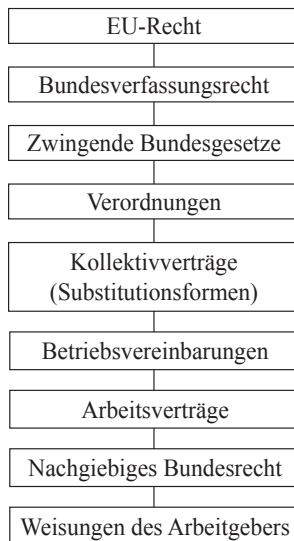 EU-Recht
Bundesverfassungsrecht
Zwingende Bundesgesetze
Verordnungen
Kollektivverträge
(Substitutionsformen)
Betriebsvereinbarungen
Arbeitsverträge
Nachgiebiges Bundesrecht
Weisungen des Arbeitgebers